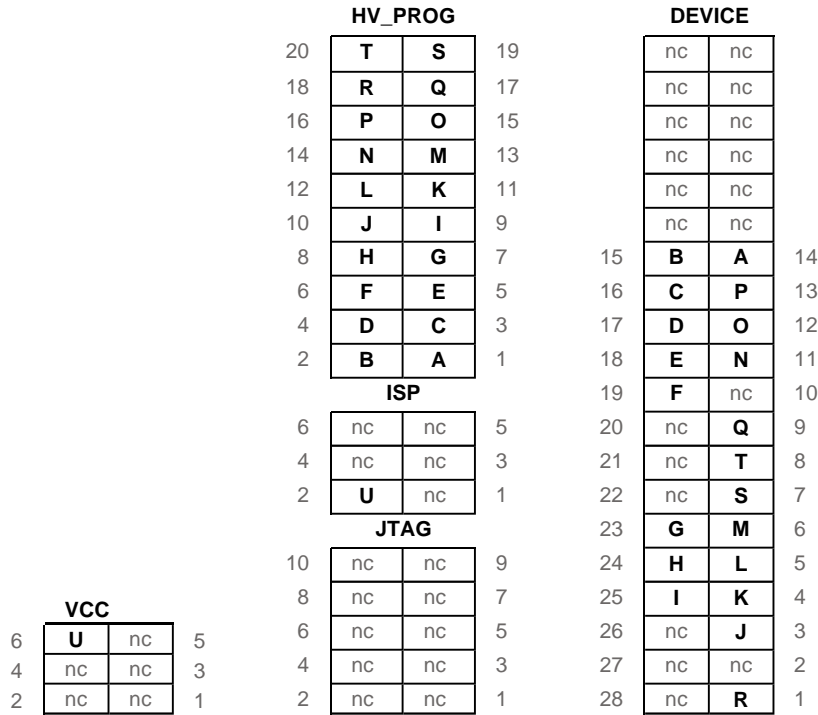 HV_PROG DEVICE
20 T S 19 nc nc
18 R Q 17 nc nc
16 P O 15 nc nc
14 N M 13 nc nc
12 L K 11 nc nc
10 J I 9 nc nc
8 H G 7 15 B A 14
6 F E 5 16 C P 13
4 D C 3 17 D O 12
2 B A 1 18 E N 11
ISP 19 F nc 10
6 nc nc 5 20 nc Q 9
4 nc nc 3 21 nc T 8
2 U nc 1 22 nc S 7
JTAG 23 G M 6
10 nc nc 9 24 H L 5
VCC 8 nc nc 7 25 I K 4
6 U nc 5 6 nc nc 5 26 nc J 3
4 nc nc 3 4 nc nc 3 27 nc nc 2
2 nc nc 1 2 nc nc 1 28 nc R 1